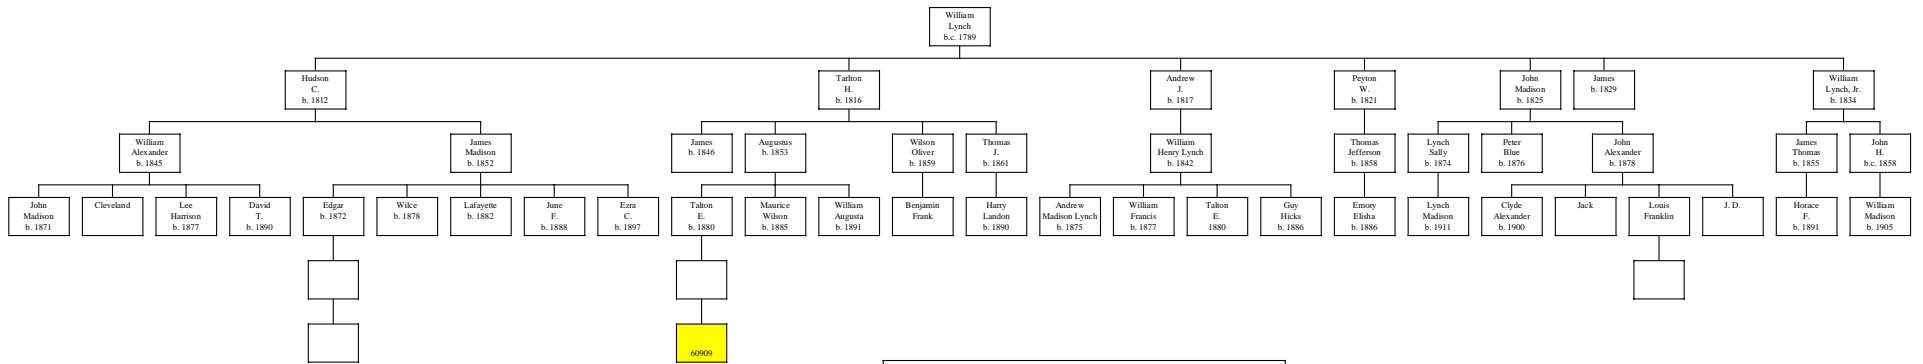 William
Lynch
b.c. 1789
Hudson
C.
b. 1812
Tarlton
H.
b. 1816
Andrew
J.
b. 1817
Peyton
W.
b. 1821
John
Madison
b. 1825
James
b. 1829
William
Lynch, Jr.
b. 1834
William
Alexander
b. 1845
James
Madison
b. 1852
James
b. 1846
Augustus
b. 1853
Wilson
Oliver
b. 1859
Thomas
J.
b. 1861
William
Henry Lynch
b. 1842
Thomas
Jefferson
b. 1858
Lynch
Sally
b. 1874
Peter
Blue
b. 1876
John
Alexander
b. 1878
James
Thomas
b. 1855
John
H.
b.c. 1858
John
Madison
b. 1871
Cleveland
Lee
Harrison
b. 1877
David
T.
b. 1890
Edgar
b. 1872
Wilce
b. 1878
Lafayette
b. 1882
June
F.
b. 1888
Ezra
C.
b. 1897
Talton
E.
b. 1880
Maurice
Wilson
b. 1885
William
Augusta
b. 1891
Benjamin
Frank
Harry
Landon
b. 1890
Andrew
Madison Lynch
b. 1875
William
Francis
b. 1877
Talton
E.
1880
Guy
Hicks
b. 1886
Emory
Elisha
b. 1886
Lynch
Madison
b. 1911
Clyde
Alexander
b. 1900
Jack
Louis
Franklin
J. D.
Horace
F.
b. 1891
William
Madison
b. 1905
60909